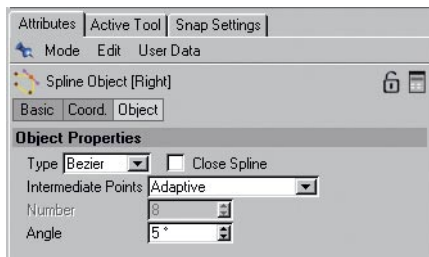 Attributes Active Tool Snap Settings
Mode Edit User Data
Spline Object [Right]
Basic Coord. Object
Object Properties
Type Bezier Close Spline
Intermediate Points Adaptive
Number 8
Angle 5 °